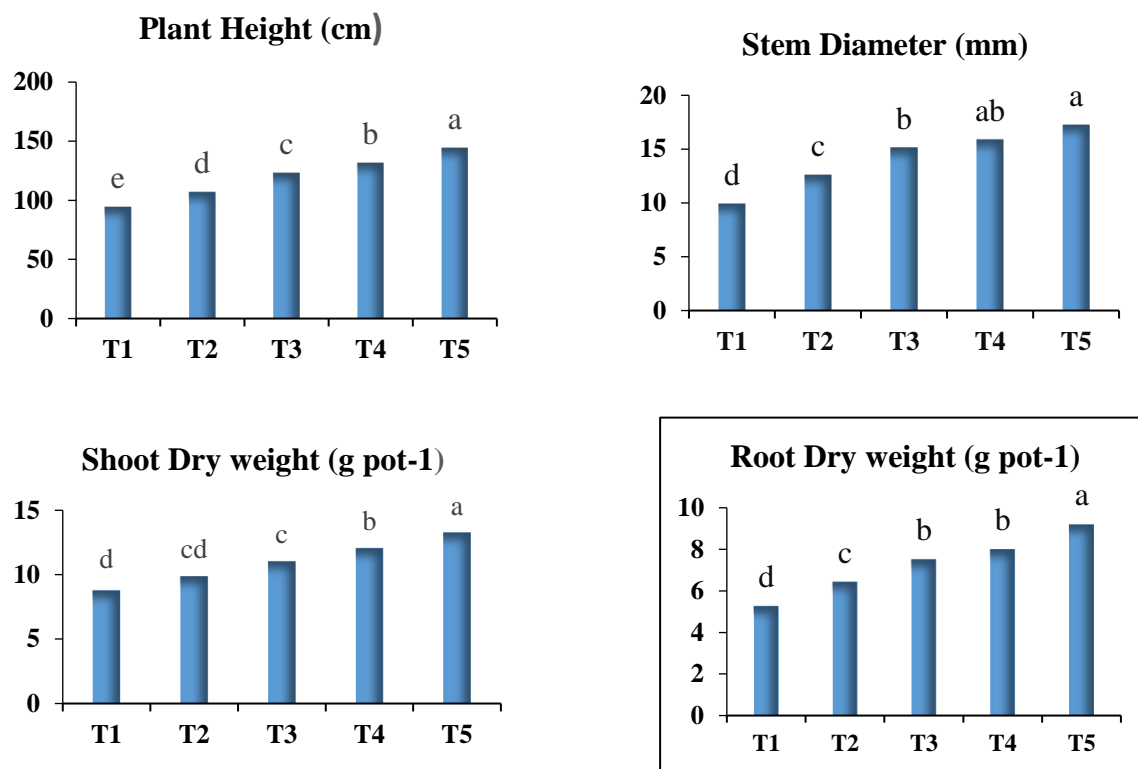 Plant Height (cm)
200
150
100
50
0
e
d
c
b
a
T1 T2 T3 T4 T5
Stem Diameter (mm)
20
15
10
5
0
d
c
b
ab
a
T1 T2 T3 T4 T5
Shoot Dry weight (g pot-1)
15
10
5
0
d
cd
c
b
a
T1 T2 T3 T4 T5
Root Dry weight (g pot-1)
10
8
6
4
2
0
d
c
b
b
a
T1 T2 T3 T4 T5